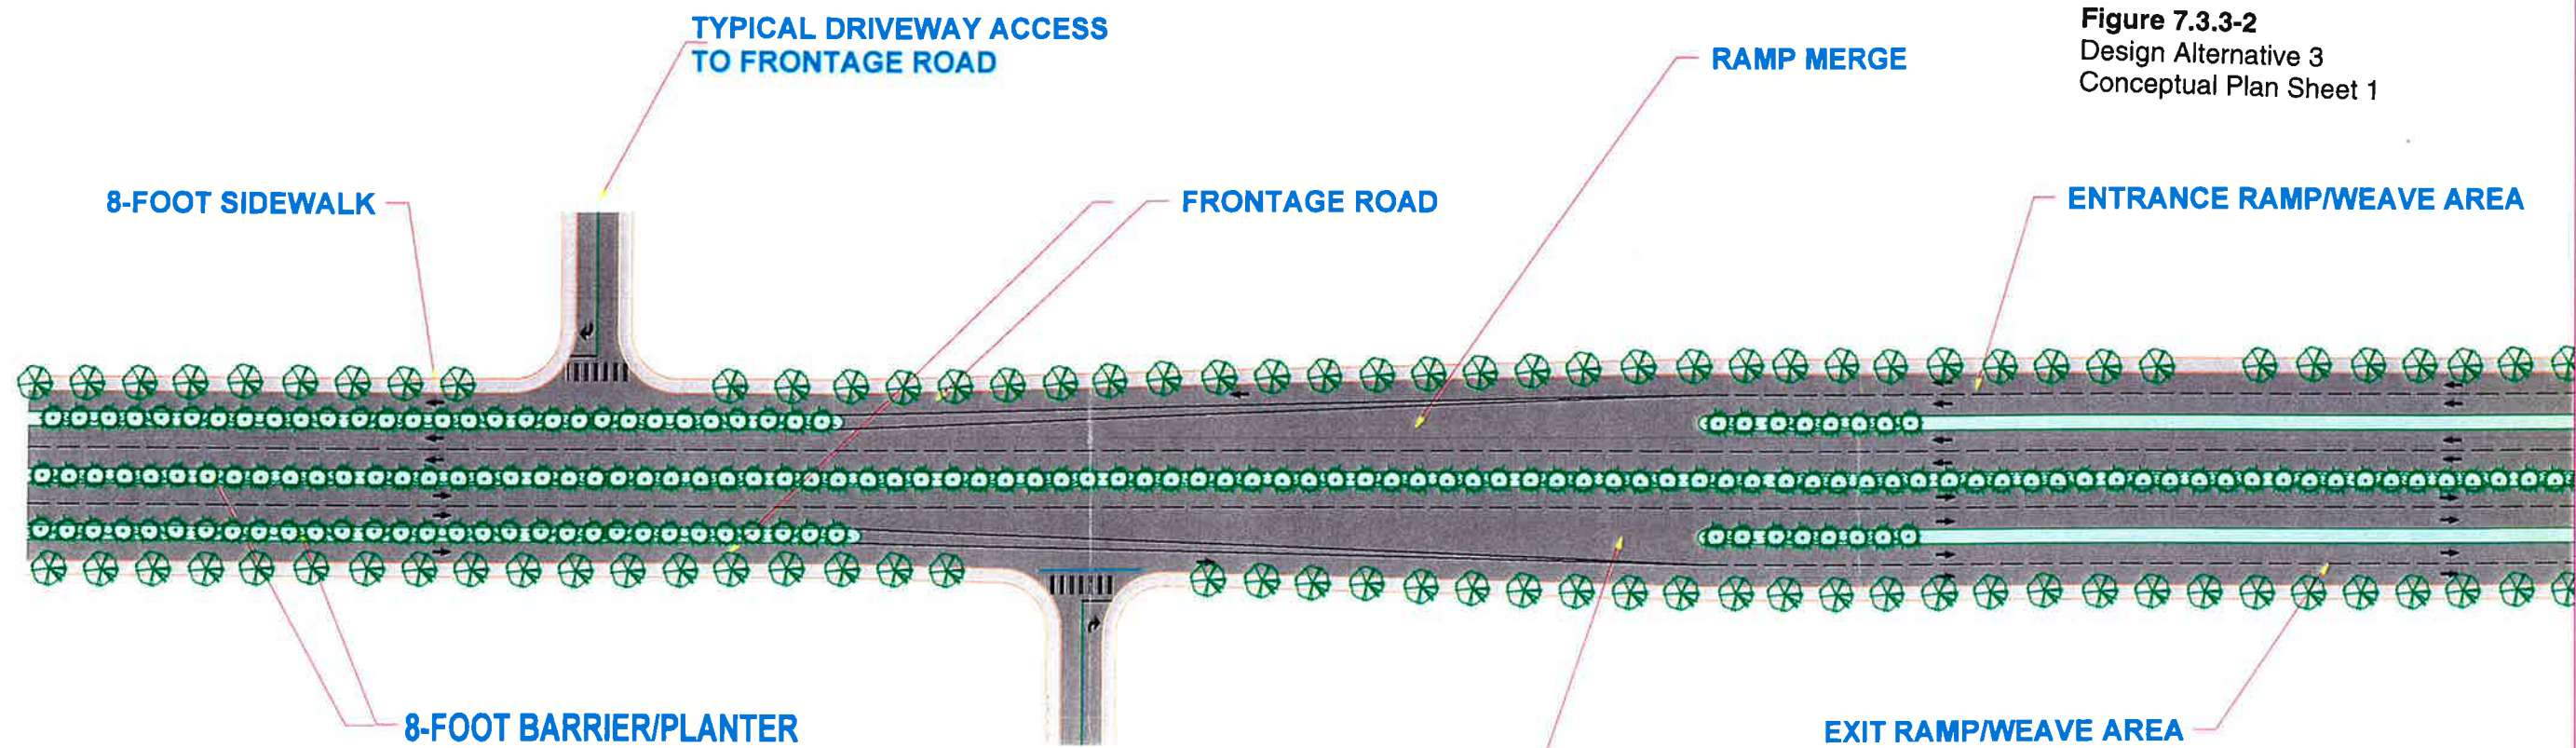 TYPICAL DRIVEWAY ACCESS
TO FRONTAGE ROAD
Figure 7.3.3-2
Design Alternative 3
Conceptual Plan Sheet 1
RAMP MERGE
8-FOOT SIDEWALK
FRONTAGE ROAD
ENTRANCE RAMP/WEAVE AREA
8-FOOT BARRIER/PLANTER
EXIT RAMP/WEAVE AREA